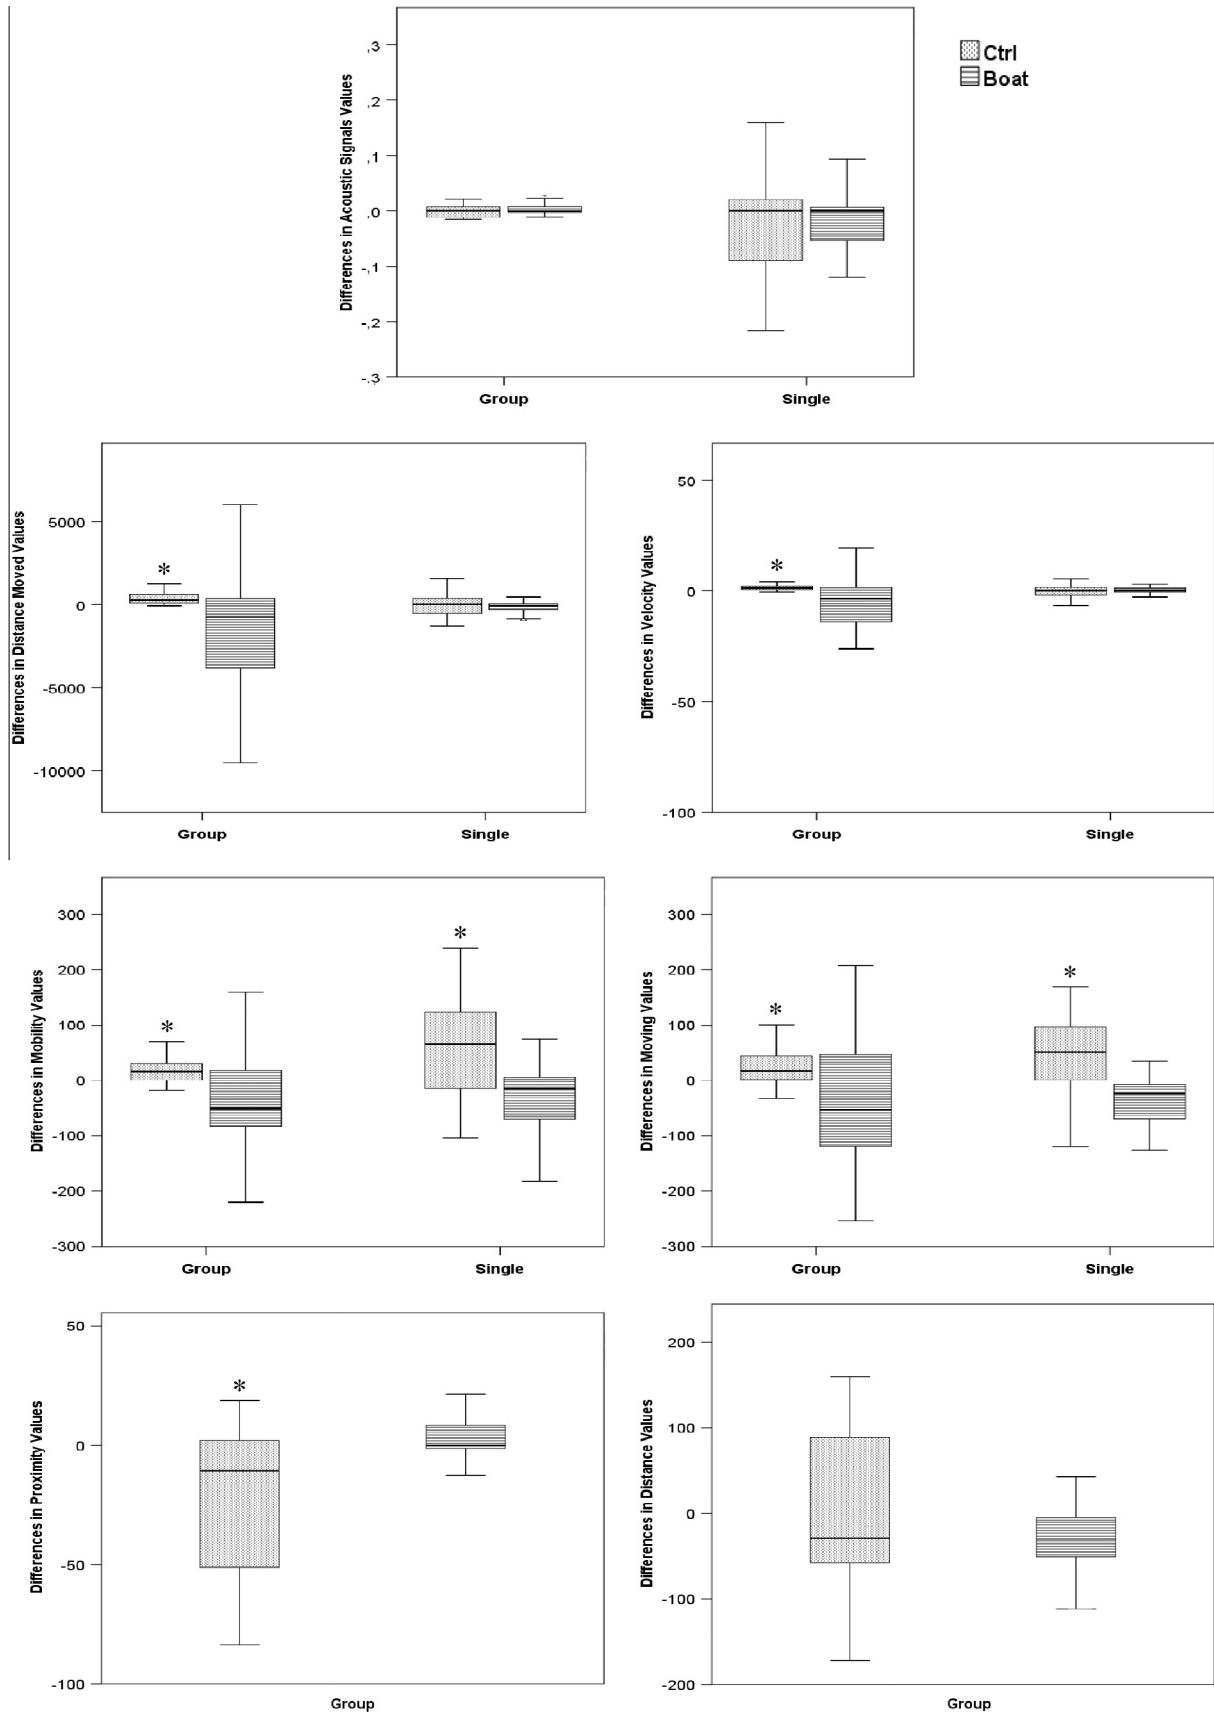 Differences in Acoustic Signals Values
,3
,2
,1
,0
-,1
-,2
-,3
Group
Single
Ctrl
Boat
Differences in Distance Moved Values
5000
0
-5000
-10000
*
Group
Single
Differences in Velocity Values
50
0
-50
-100
*
Group
Single
Differences in Mobility Values
300
200
100
0
-100
-200
-300
*
*
Group
Single
Differences in Moving Values
300
200
100
0
-100
-200
-300
*
*
Group
Single
Differences in Proximity Values
50
0
-50
-100
*
Group
Differences in Distance Values
200
100
0
-100
-200
Group